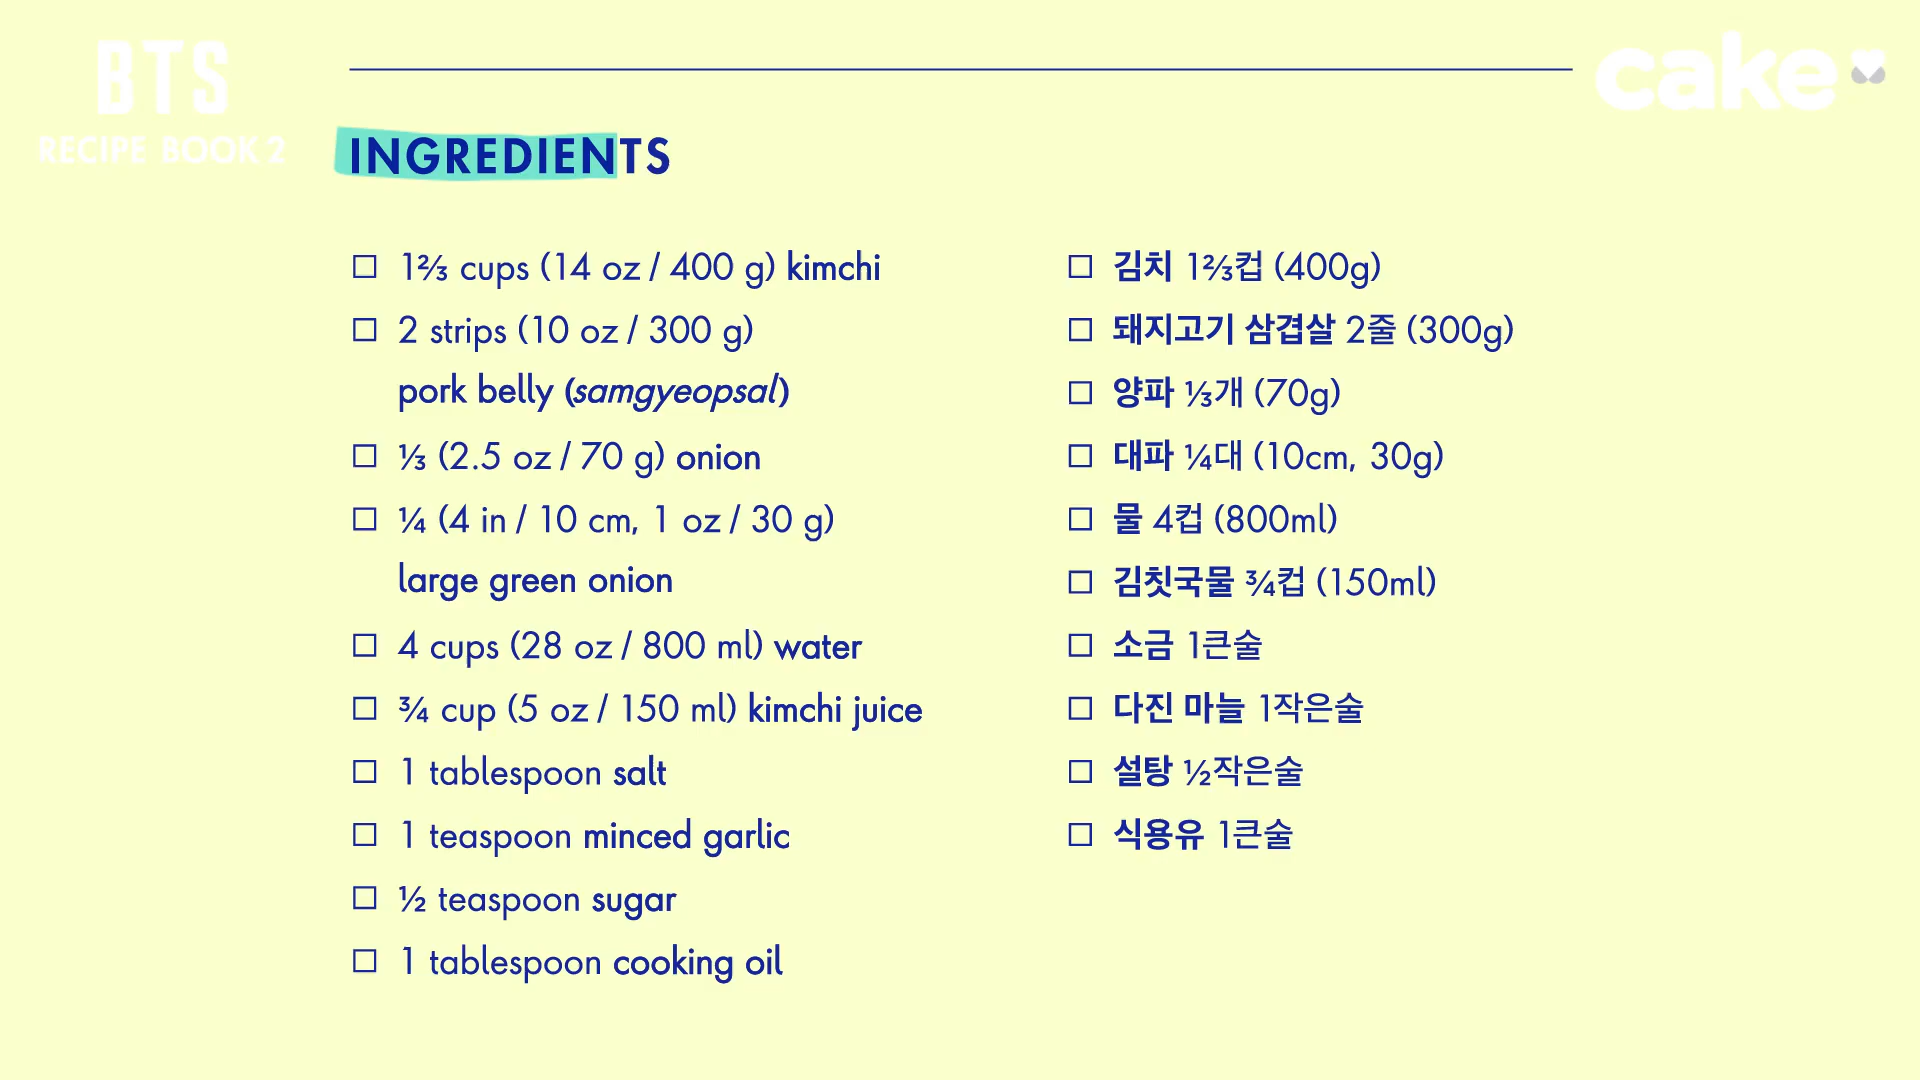 BTS
RECIPE BOOK 2
cake
INGREDIENTS
☐ 1⅔ cups (14 oz / 400 g) kimchi
☐ 2 strips (10 oz / 300 g)
pork belly (samgyeopsal)
☐ ⅓ (2.5 oz / 70 g) onion
☐ ¼ (4 in / 10 cm, 1 oz / 30 g)
large green onion
☐ 4 cups (28 oz / 800 ml) water
☐ ¾ cup (5 oz / 150 ml) kimchi juice
☐ 1 tablespoon salt
☐ 1 teaspoon minced garlic
☐ ½ teaspoon sugar
☐ 1 tablespoon cooking oil
☐ 김치 1⅔컵 (400g)
☐ 돼지고기 삼겹살 2줄 (300g)
☐ 양파 ⅓개 (70g)
☐ 대파 ¼대 (10cm, 30g)
☐ 물 4컵 (800ml)
☐ 김칫국물 ¾컵 (150ml)
☐ 소금 1큰술
☐ 다진 마늘 1작은술
☐ 설탕 ½작은술
☐ 식용유 1큰술